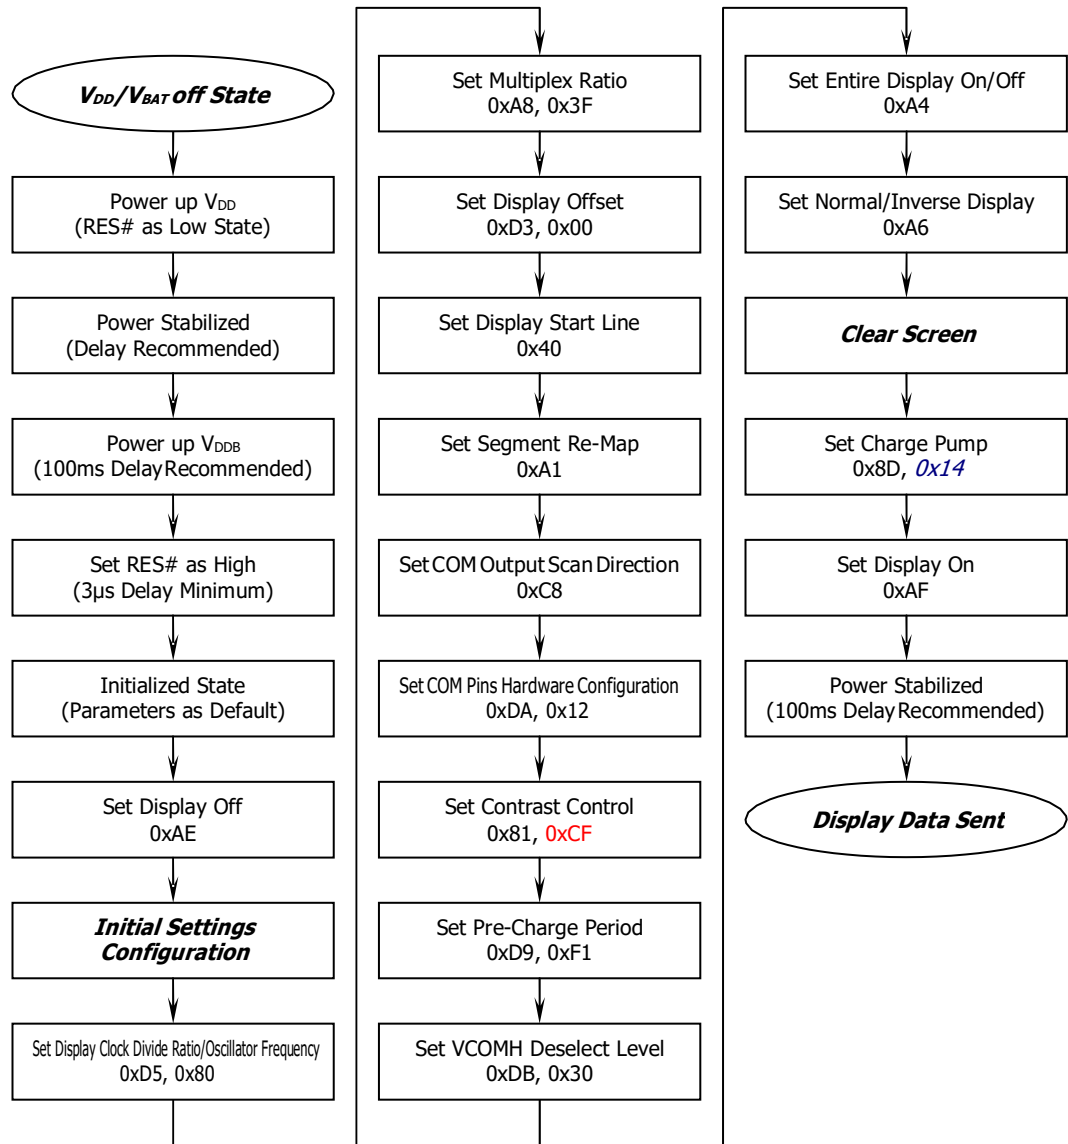 VDD/VBAT off State
Power up VDD
(RES# as Low State)
Power Stabilized
(Delay Recommended)
Power up VDDB
(100ms Delay Recommended)
Set RES# as High
(3μs Delay Minimum)
Initialized State
(Parameters as Default)
Set Display Off
0xAE
Initial Settings
Configuration
Set Display Clock Divide Ratio/Oscillator Frequency
0xD5, 0x80
Set Multiplex Ratio
0xA8, 0x3F
Set Display Offset
0xD3, 0x00
Set Display Start Line
0x40
Set Segment Re-Map
0xA1
Set COM Output Scan Direction
0xC8
Set COM Pins Hardware Configuration
0xDA, 0x12
Set Contrast Control
0x81, 0xCF
Set Pre-Charge Period
0xD9, 0xF1
Set VCOMH Deselect Level
0xDB, 0x30
Set Entire Display On/Off
0xA4
Set Normal/Inverse Display
0xA6
Clear Screen
Set Charge Pump
0x8D, 0x14
Set Display On
0xAF
Power Stabilized
(100ms Delay Recommended)
Display Data Sent